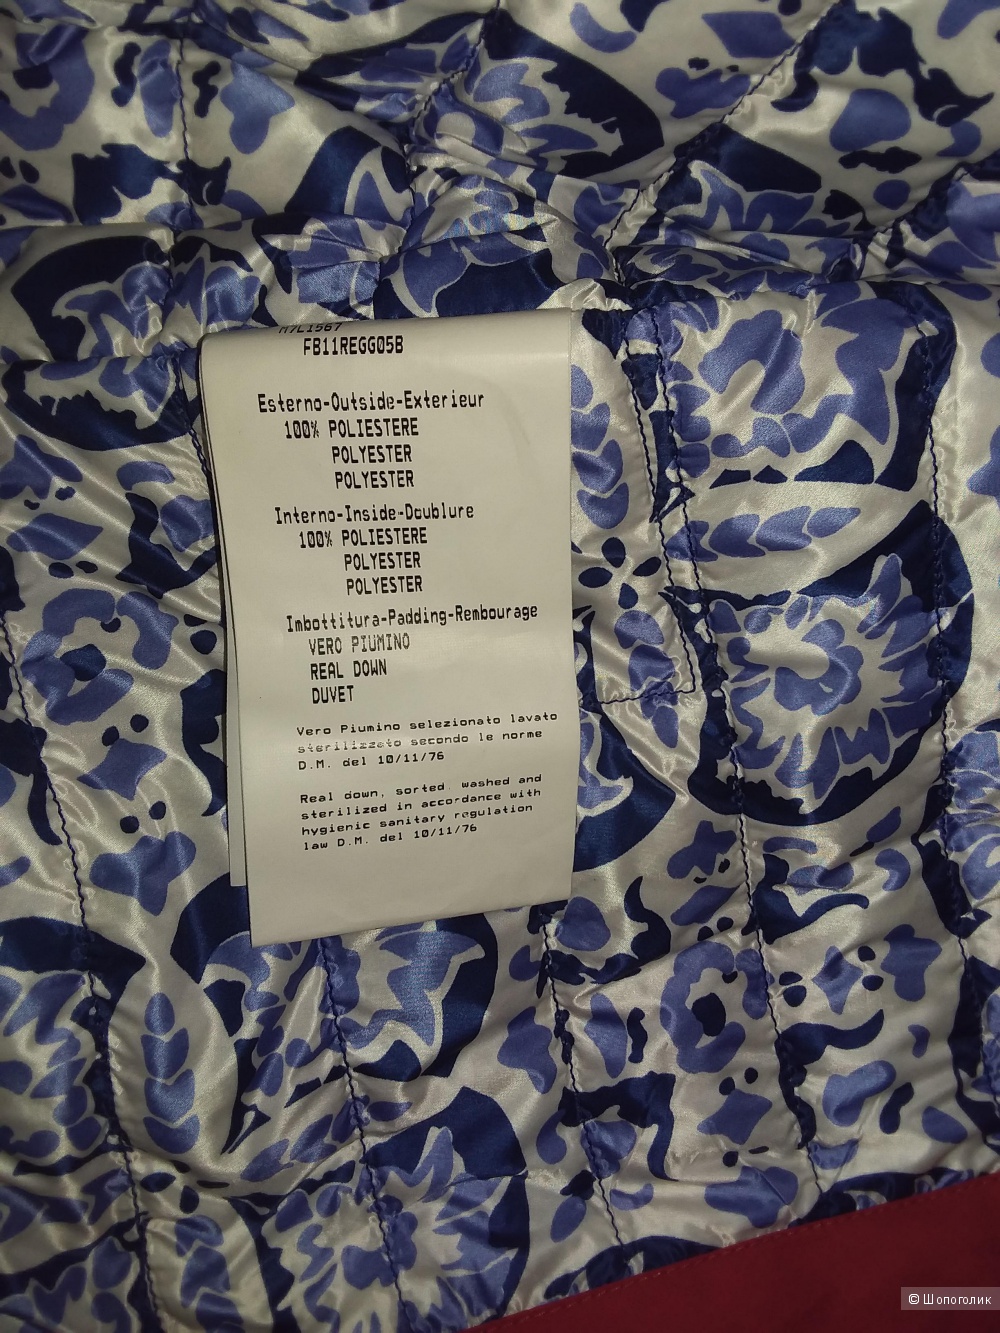 M7L1567
FB11REGG05B
Esterno-Outside-Exterieur
100% POLIESTERE
POLYESTER
POLYESTER
Interno-Inside-Doublure
100% POLIESTERE
POLYESTER
POLYESTER
Imbottitura-Padding-Rembourage
VERO PIUMINO
REAL DOWN
DUVET
Vero Piumino selezionato lavato
sterilizzato secondo le norme
D.M. del 10/11/76
Real down, sorted, washed and
sterilized in accordance with
hygienic sanitary regulation
law D.M. del 10/11/76
© Шопоголик